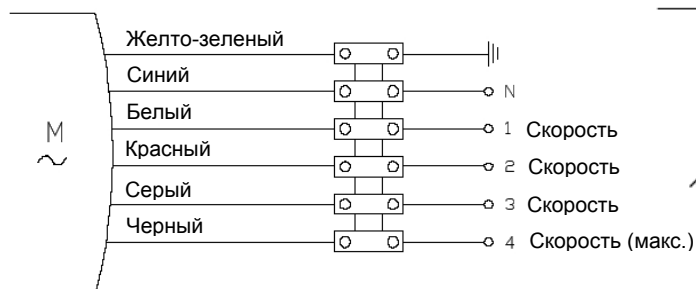 Желто-зеленый
Синий N
Белый 1 Скорость
M Красный 2 Скорость
Серый 3 Скорость
Черный 4 Скорость (макс.)